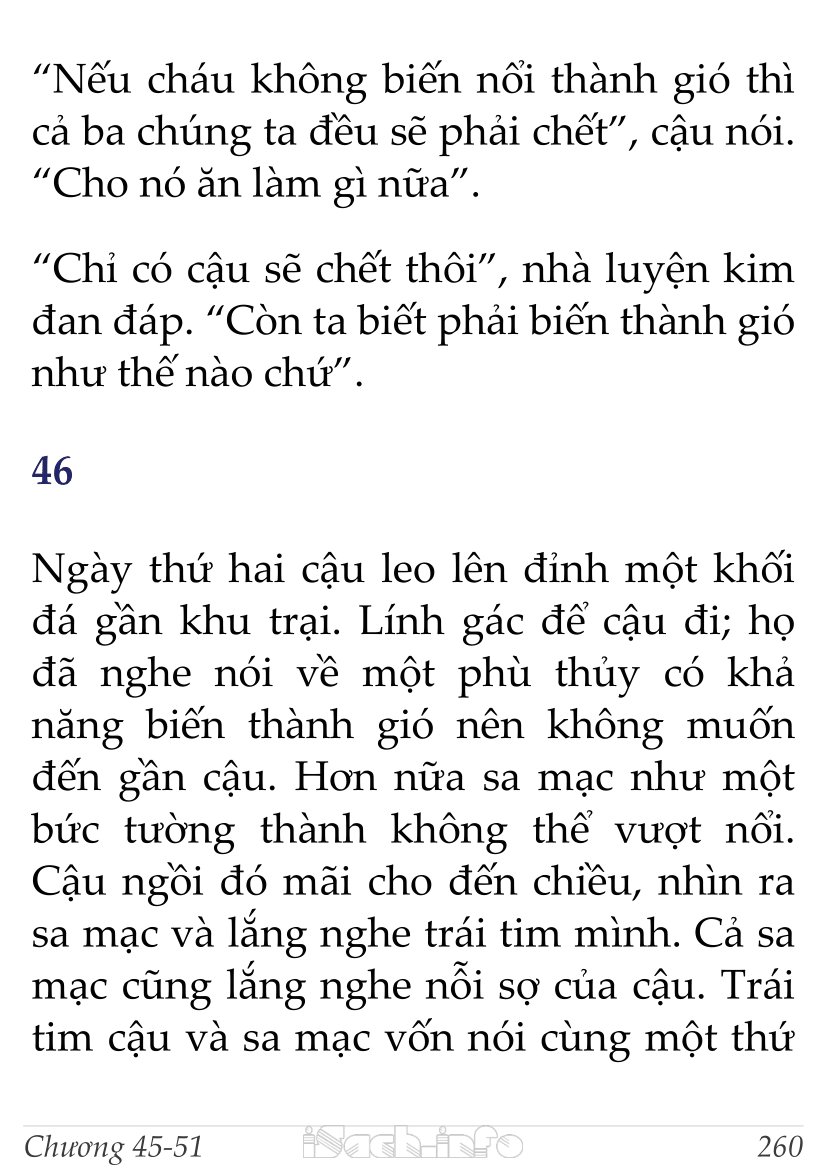 “Nếu cháu không biến nổi thành gió thì
cả ba chúng ta đều sẽ phải chết”, cậu nói.
“Cho nó ăn làm gì nữa”.
“Chỉ có cậu sẽ chết thôi”, nhà luyện kim
đan đáp. “Còn ta biết phải biến thành gió
như thế nào chứ”.
46
Ngày thứ hai cậu leo lên đỉnh một khối
đá gần khu trại. Lính gác để cậu đi; họ
đã nghe nói về một phù thủy có khả
năng biến thành gió nên không muốn
đến gần cậu. Hơn nữa sa mạc như một
bức tường thành không thể vượt nổi.
Cậu ngồi đó mãi cho đến chiều, nhìn ra
sa mạc và lắng nghe trái tim mình. Cả sa
mạc cũng lắng nghe nỗi sợ của cậu. Trái
tim cậu và sa mạc vốn nói cùng một thứ
Chương 45-51 iSach.info 260